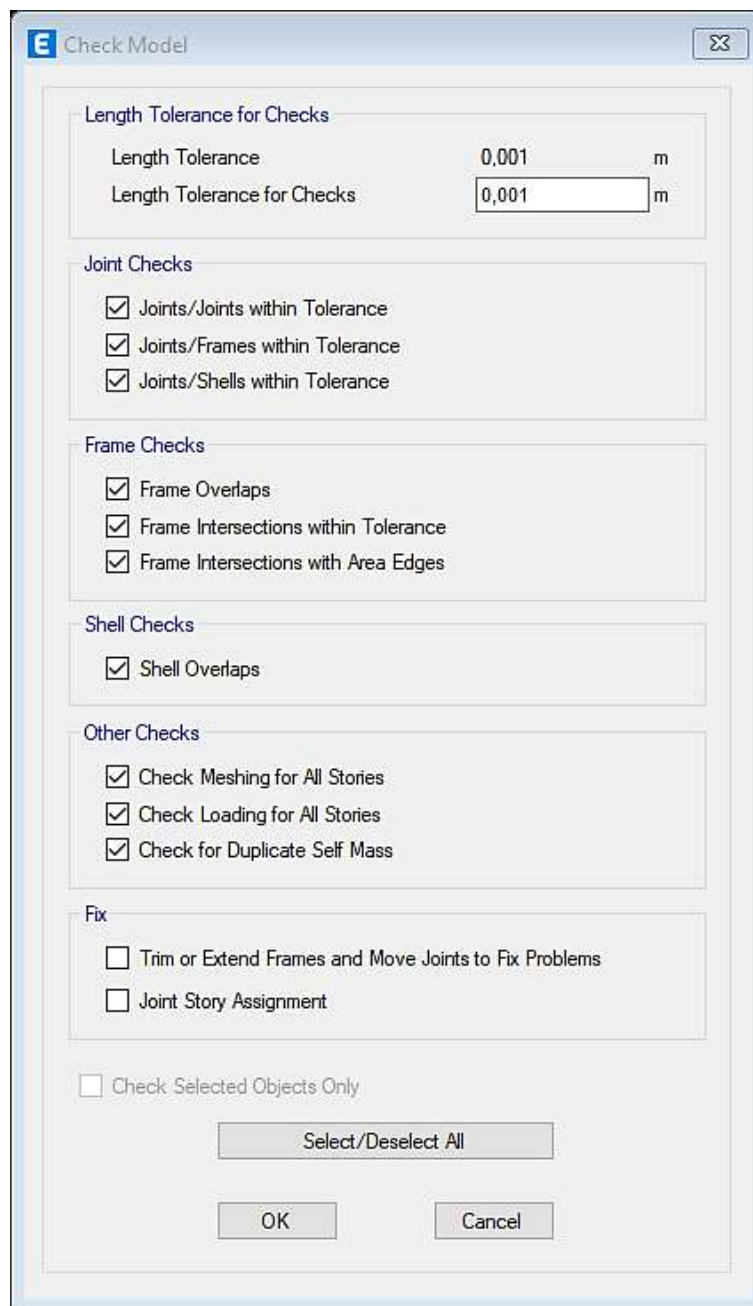 E Check Model
Length Tolerance for Checks
Length Tolerance 0,001 m
Length Tolerance for Checks 0,001 m
Joint Checks
Joints/Joints within Tolerance
Joints/Frames within Tolerance
Joints/Shells within Tolerance
Frame Checks
Frame Overlaps
Frame Intersections within Tolerance
Frame Intersections with Area Edges
Shell Checks
Shell Overlaps
Other Checks
Check Meshing for All Stories
Check Loading for All Stories
Check for Duplicate Self Mass
Fix
Trim or Extend Frames and Move Joints to Fix Problems
Joint Story Assignment
Check Selected Objects Only
Select/Deselect All
OK Cancel